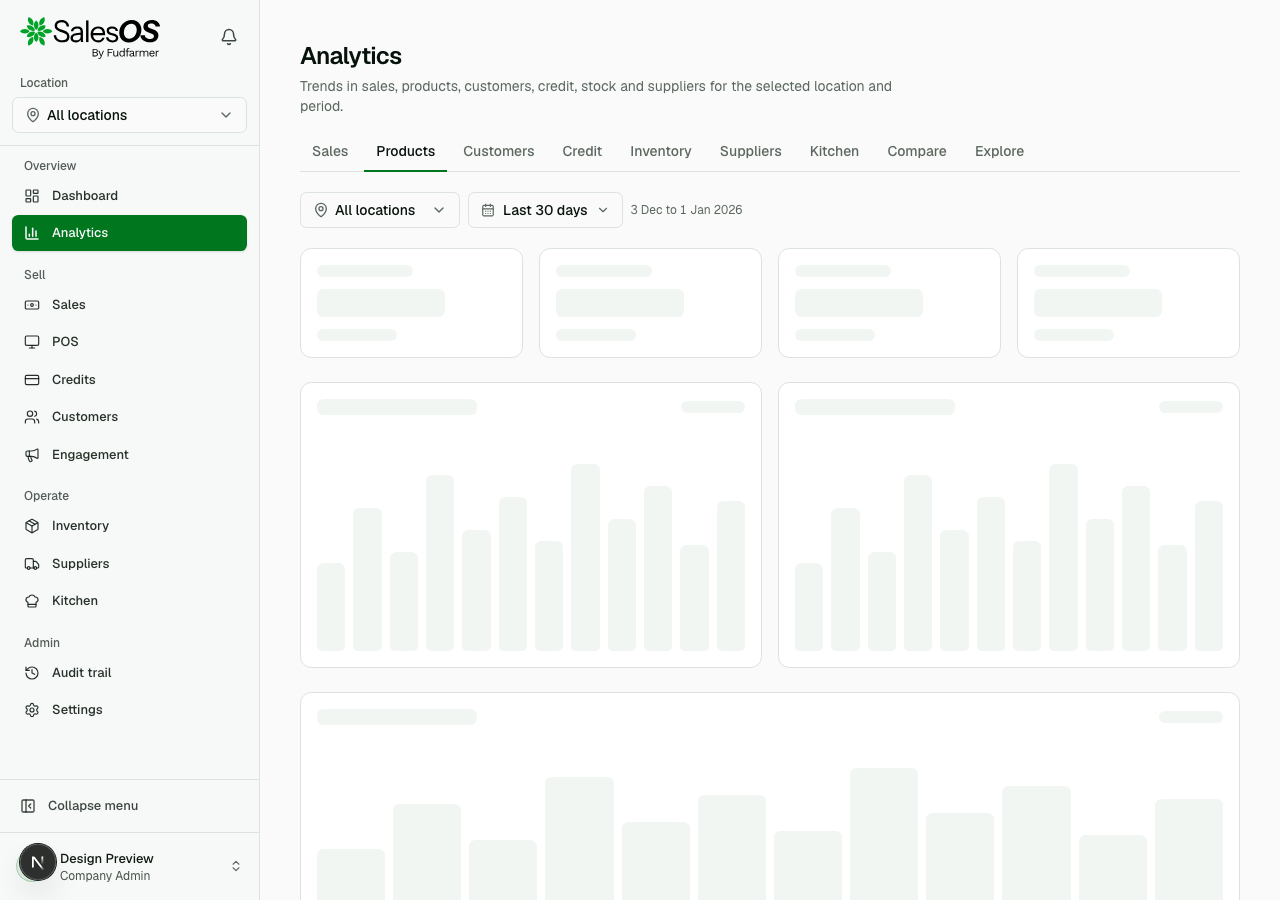 SalesOS
By Fudfarmer
Location
All locations
Overview
Dashboard
Analytics
Sell
Sales
POS
Credits
Customers
Engagement
Operate
Inventory
Suppliers
Kitchen
Admin
Audit trail
Settings
Collapse menu
N
Design Preview
Company Admin
Analytics
Trends in sales, products, customers, credit, stock and suppliers for the selected location and
period.
Sales Products Customers Credit Inventory Suppliers Kitchen Compare Explore
All locations Last 30 days 3 Dec to 1 Jan 2026